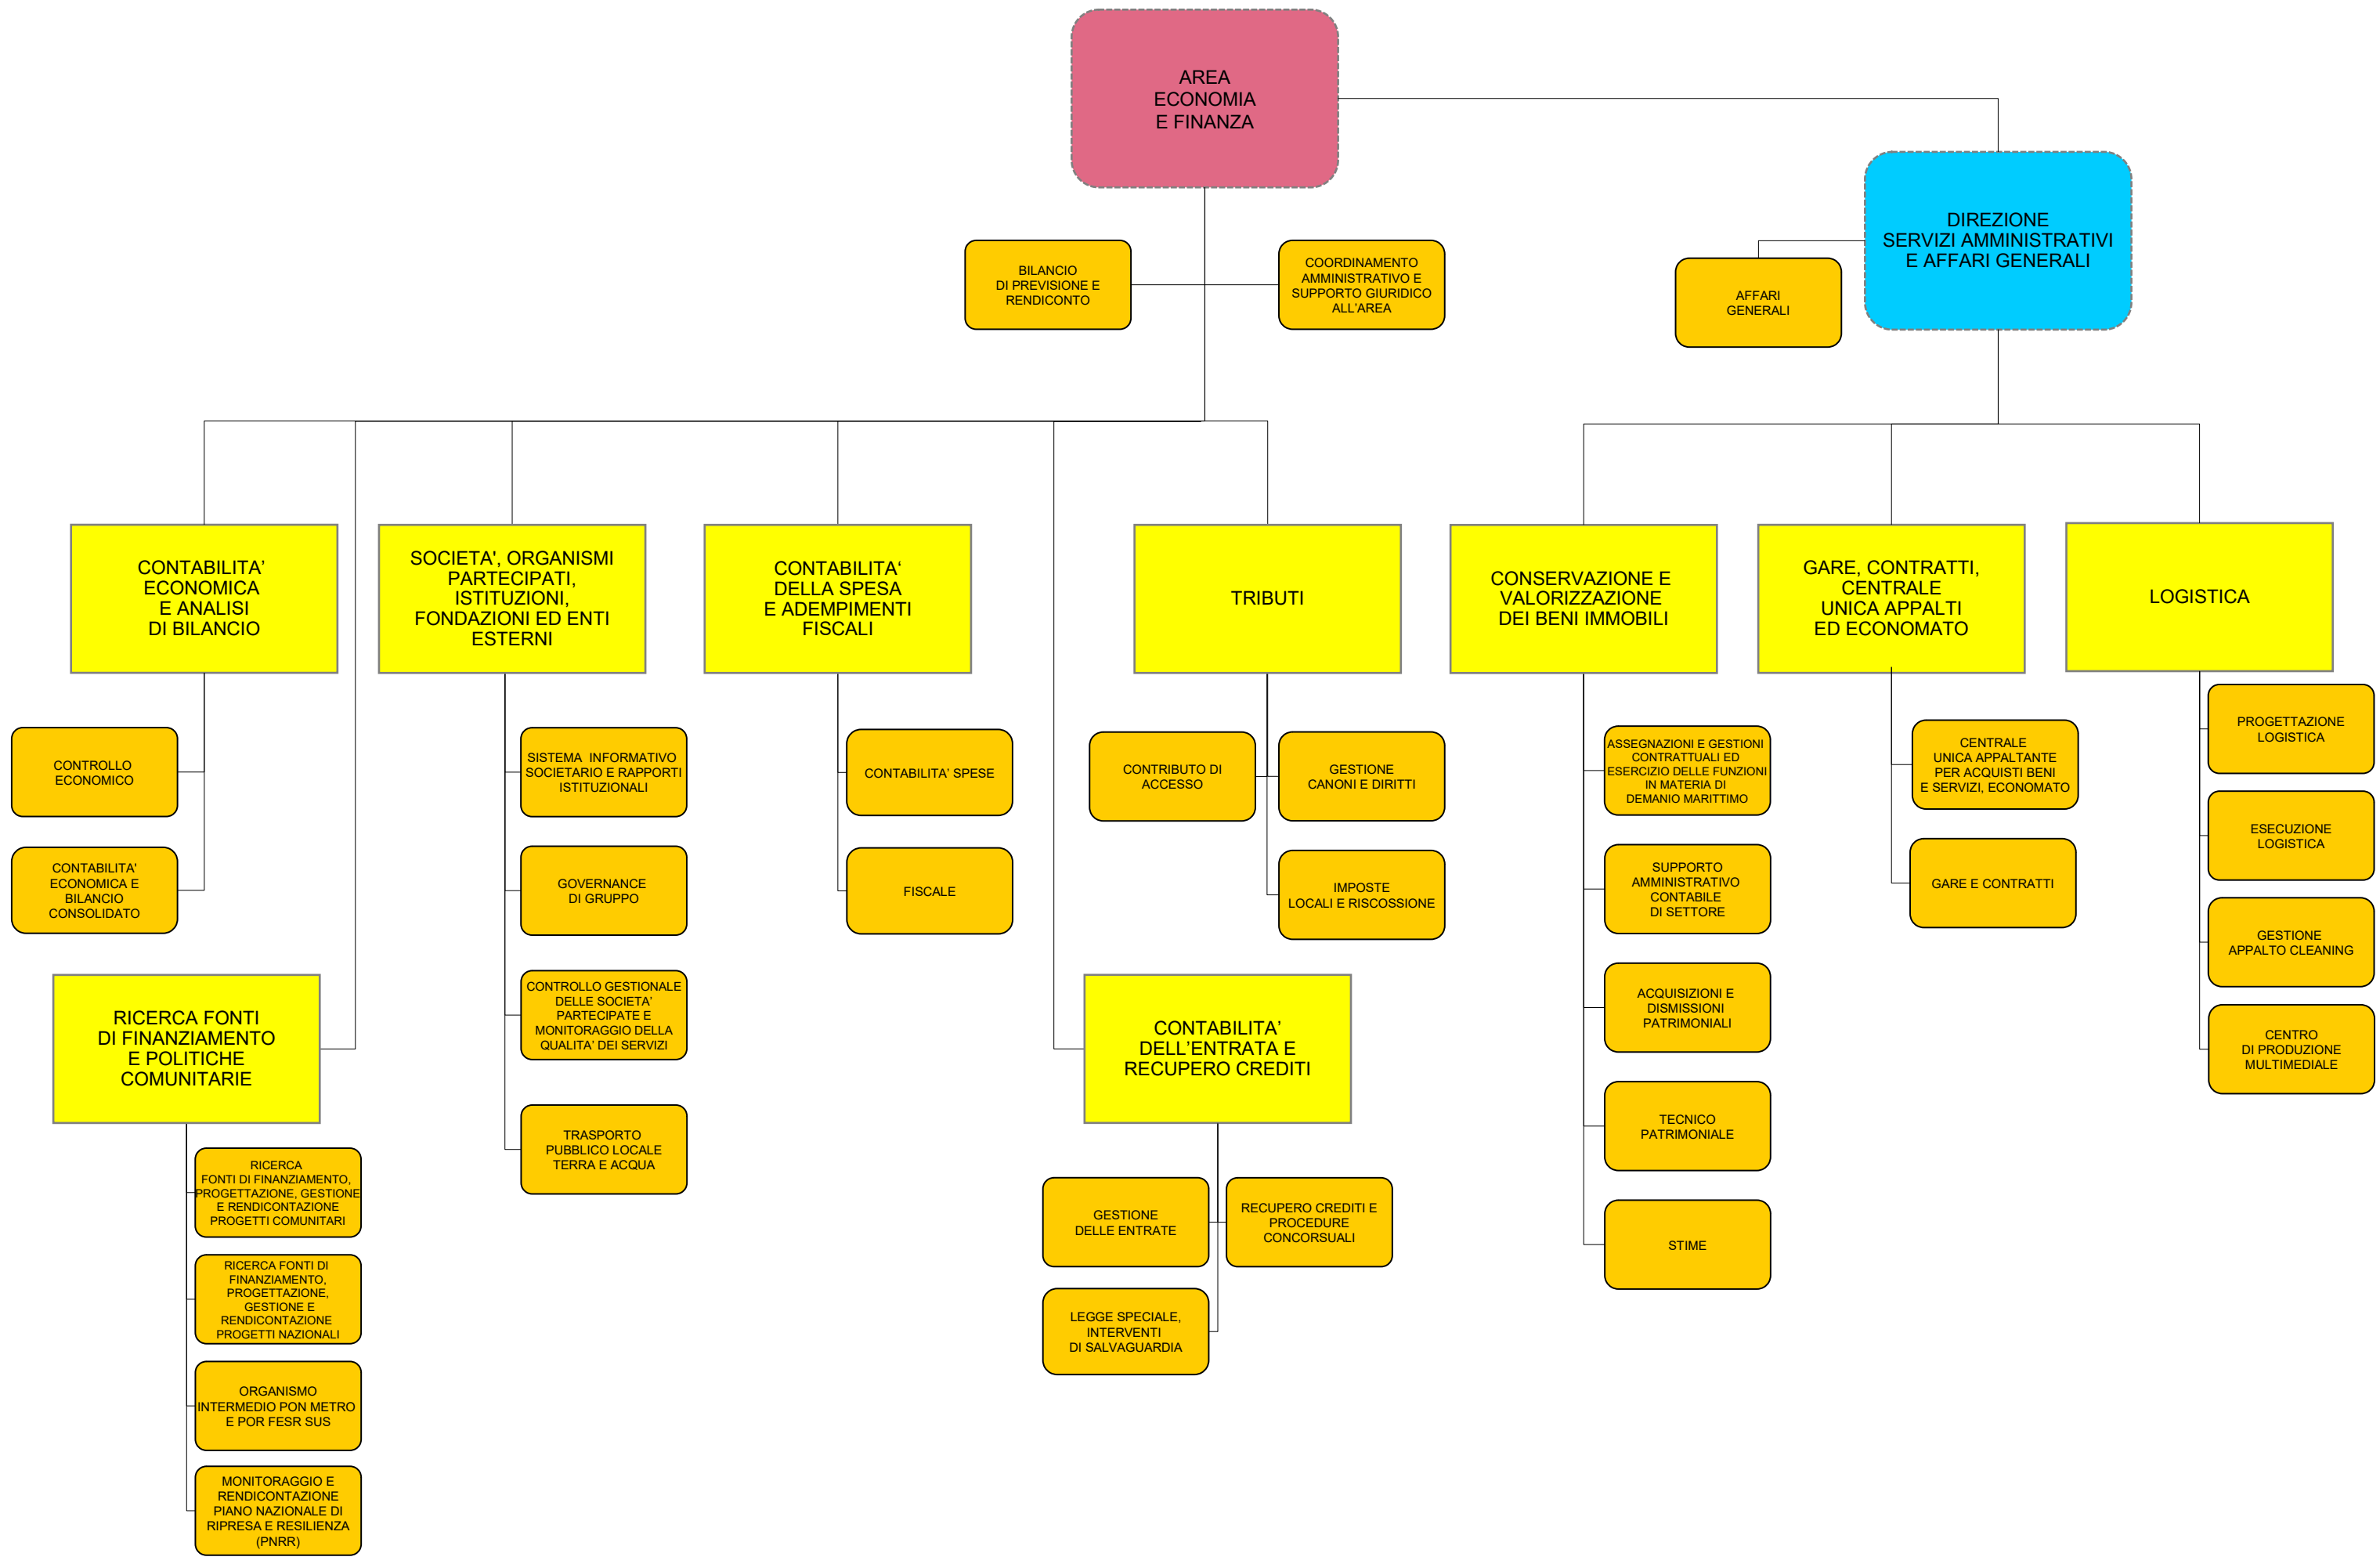 AREA
ECONOMIA
E FINANZA
DIREZIONE
SERVIZI AMMINISTRATIVI
E AFFARI GENERALI
BILANCIO
DI PREVISIONE E
RENDICONTO
COORDINAMENTO
AMMINISTRATIVO E
SUPPORTO GIURIDICO
ALL'AREA
AFFARI
GENERALI
CONTABILITA'
ECONOMICA
E ANALISI
DI BILANCIO
SOCIETA', ORGANISMI
PARTECIPATI,
ISTITUZIONI,
FONDAZIONI ED ENTI
ESTERNI
CONTABILITA‘
DELLA SPESA
E ADEMPIMENTI
FISCALI
TRIBUTI
CONSERVAZIONE E
VALORIZZAZIONE
DEI BENI IMMOBILI
GARE, CONTRATTI,
CENTRALE
UNICA APPALTI
ED ECONOMATO
LOGISTICA
CONTROLLO
ECONOMICO
CONTABILITA'
ECONOMICA E
BILANCIO
CONSOLIDATO
SISTEMA INFORMATIVO
SOCIETARIO E RAPPORTI
ISTITUZIONALI
GOVERNANCE
DI GRUPPO
CONTROLLO GESTIONALE
DELLE SOCIETA'
PARTECIPATE E
MONITORAGGIO DELLA
QUALITA' DEI SERVIZI
TRASPORTO
PUBBLICO LOCALE
TERRA E ACQUA
CONTABILITA' SPESE
FISCALE
CONTRIBUTO DI
ACCESSO
GESTIONE
CANONI E DIRITTI
IMPOSTE
LOCALI E RISCOSSIONE
ASSEGNAZIONI E GESTIONI
CONTRATTUALI ED
ESERCIZIO DELLE FUNZIONI
IN MATERIA DI
DEMANIO MARITTIMO
SUPPORTO
AMMINISTRATIVO
CONTABILE
DI SETTORE
ACQUISIZIONI E
DISMISSIONI
PATRIMONIALI
TECNICO
PATRIMONIALE
STIME
CENTRALE
UNICA APPALTANTE
PER ACQUISTI BENI
E SERVIZI, ECONOMATO
GARE E CONTRATTI
PROGETTAZIONE
LOGISTICA
ESECUZIONE
LOGISTICA
GESTIONE
APPALTO CLEANING
CENTRO
DI PRODUZIONE
MULTIMEDIALE
RICERCA FONTI
DI FINANZIAMENTO
E POLITICHE
COMUNITARIE
RICERCA
FONTI DI FINANZIAMENTO,
PROGETTAZIONE, GESTIONE
E RENDICONTAZIONE
PROGETTI COMUNITARI
RICERCA FONTI DI
FINANZIAMENTO,
PROGETTAZIONE,
GESTIONE E
RENDICONTAZIONE
PROGETTI NAZIONALI
ORGANISMO
INTERMEDIO PON METRO
E POR FESR SUS
MONITORAGGIO E
RENDICONTAZIONE
PIANO NAZIONALE DI
RIPRESA E RESILIENZA
(PNRR)
CONTABILITA'
DELL'ENTRATA E
RECUPERO CREDITI
GESTIONE
DELLE ENTRATE
RECUPERO CREDITI E
PROCEDURE
CONCORSUALI
LEGGE SPECIALE,
INTERVENTI
DI SALVAGUARDIA